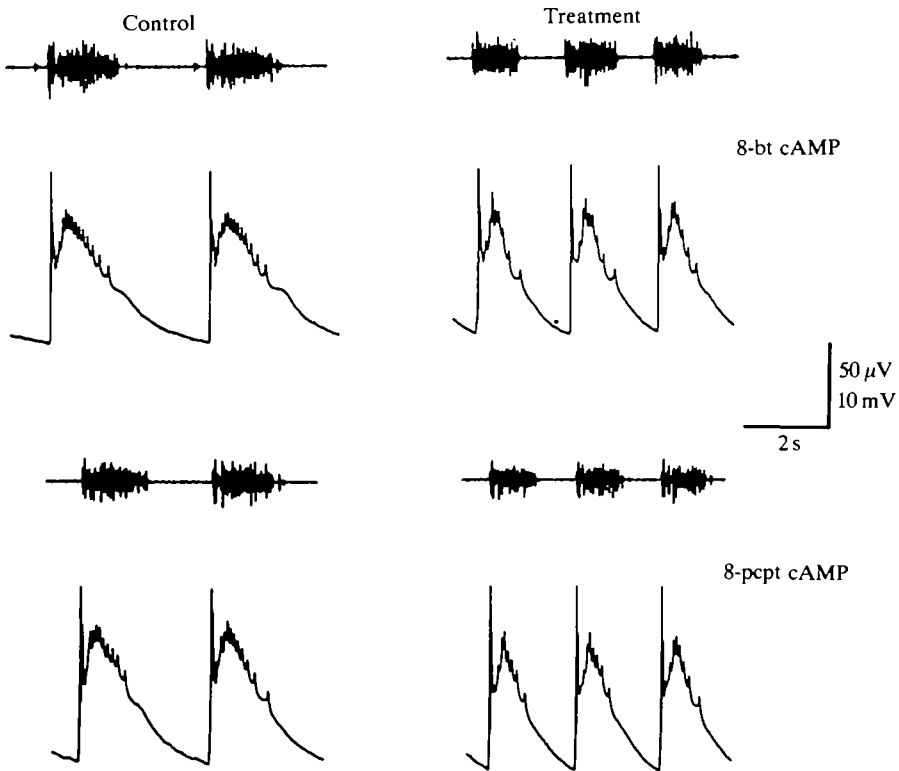 Control
Treatment
8-bt cAMP
50 μV
10 mV
2 s
8-pcpt cAMP